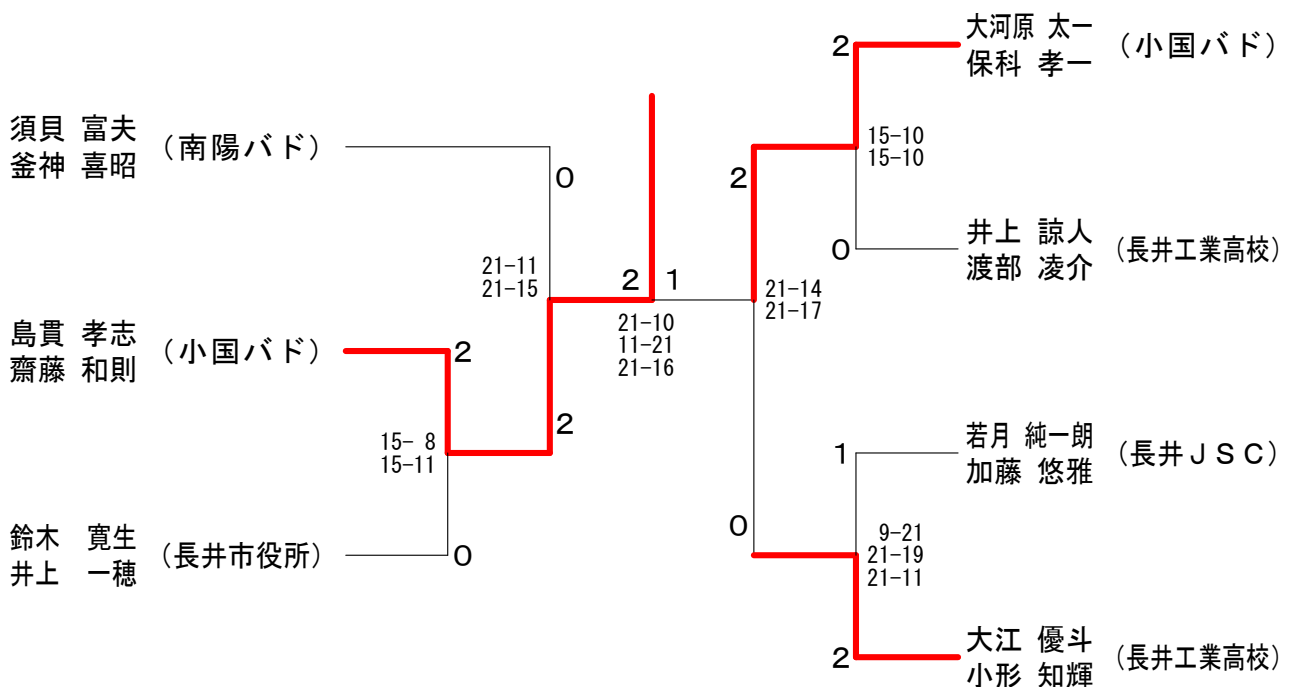 須貝 富夫
釜神 喜昭
(南陽バド)
0
21-11
21-15
島貫 孝志
齋藤 和則
(小国バド)
2
15- 8
15-11
2
鈴木 寛生
井上 一穂
(長井市役所)
0
2
1
21-10
11-21
21-16
大河原 太一
保科 孝一
(小国バド)
2
15-10
15-10
2
井上 諒人
渡部 凌介
(長井工業高校)
0
21-14
21-17
若月 純一朗
加藤 悠雅
(長井JSC)
1
0
9-21
21-19
21-11
大江 優斗
小形 知輝
(長井工業高校)
2